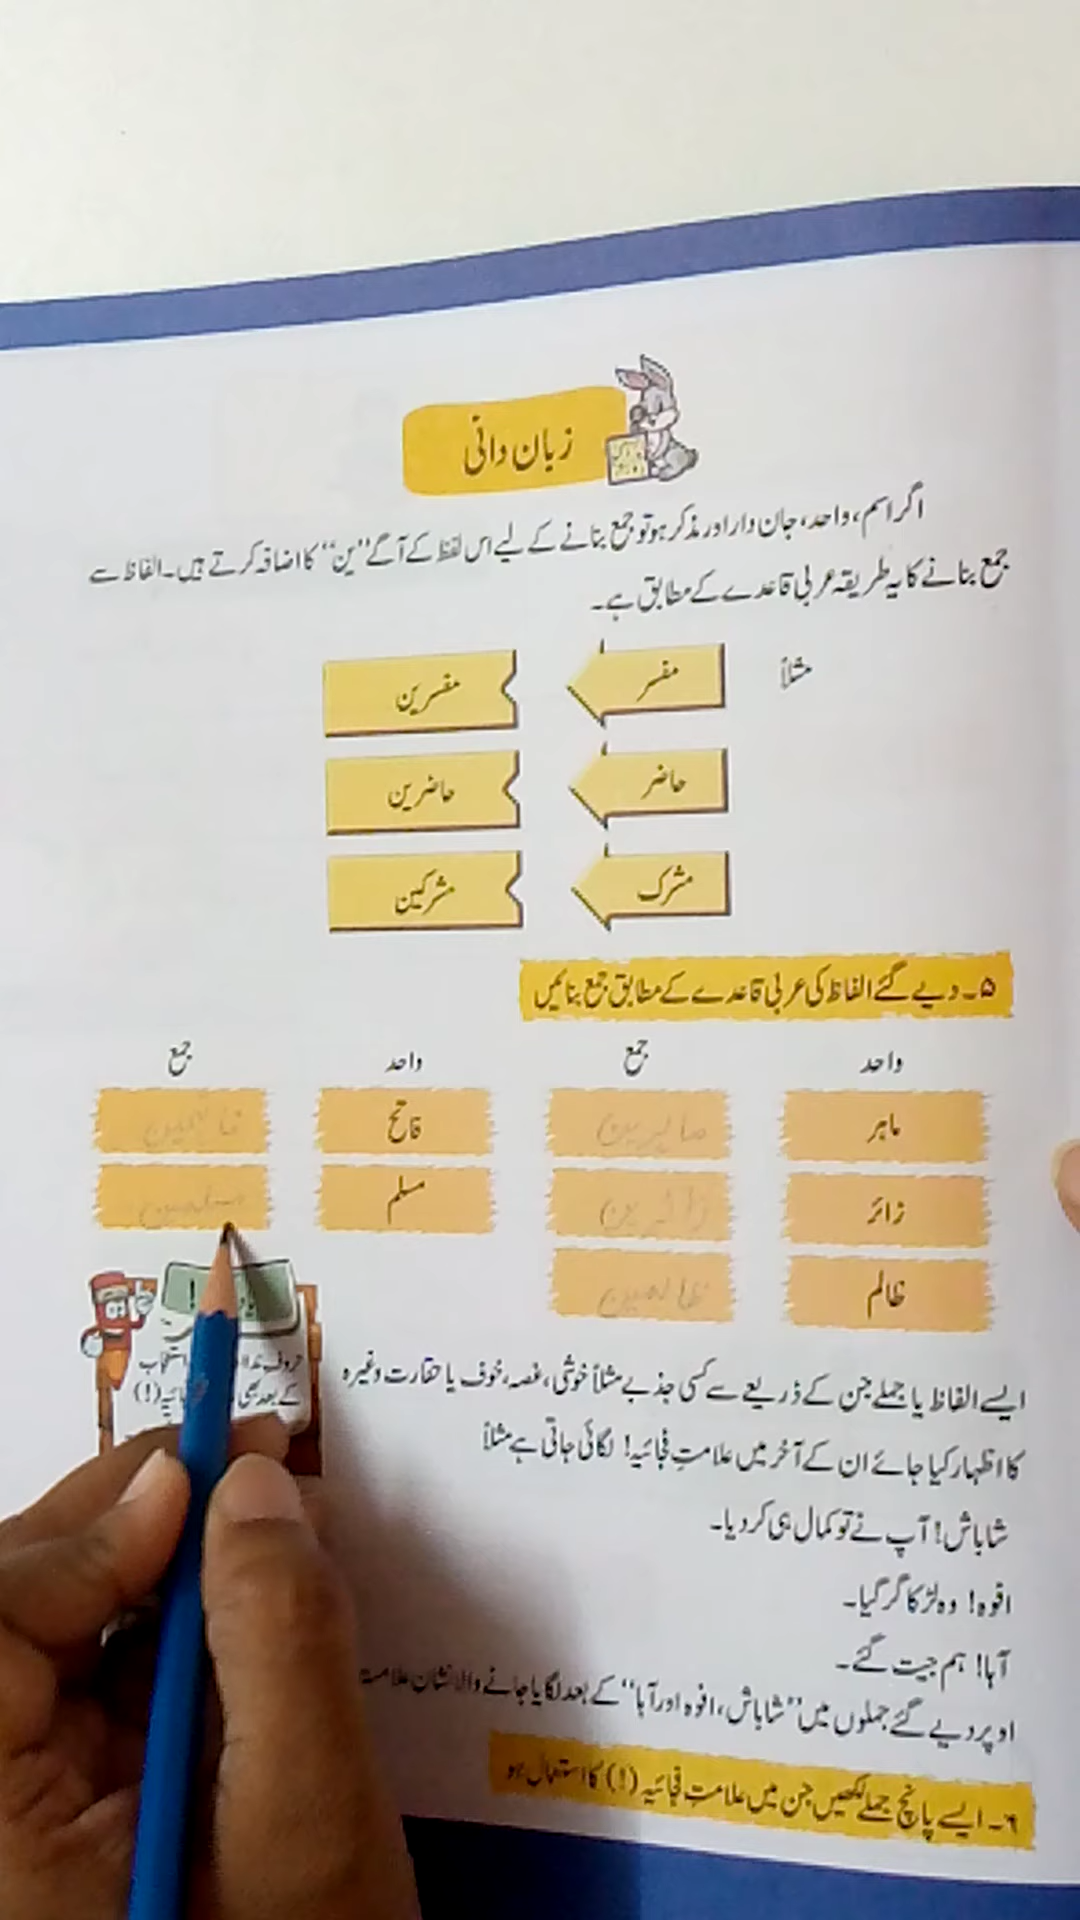 زبان دانی
اگر اسم، واحد، جان دار اور مذکر ہو تو جمع بنانے کے لیے اس لفظ کے آگے "ین" کا اضافہ کرتے ہیں۔ الفاظ سے
جمع بنانے کا یہ طریقہ عربی قاعدے کے مطابق ہے۔
مثلاً مفسر مفسرین
حاضر حاضرین
مشرک مشرکین
۵۔ دیے گئے الفاظ کی عربی قاعدے کے مطابق جمع بنائیں
واحد جمع واحد جمع
ماہر ماہرین فاتح فاتحین
زائر زائرین مسلم مسلمین
ظالم ظالمین
حروفِ
کے بعد بھی (!)
ایسے الفاظ یا جملے جن کے ذریعے سے کسی جذبے مثلاً خوشی، غصہ، خوف یا حقارت وغیرہ
کا اظہار کیا جائے ان کے آخر میں علامتِ فجائیہ! لگائی جاتی ہے مثلاً
شاباش! آپ نے تو کمال ہی کر دیا۔
افوہ! وہ لڑکا گر گیا۔
آہا! ہم جیت گئے۔
اوپر دیے گئے جملوں میں "شاباش، افوہ اور آہا" کے بعد لگایا جانے والا نشان علامت
۶۔ ایسے پانچ جملے لکھیں جن میں علامتِ فجائیہ (!) کا استعمال ہو